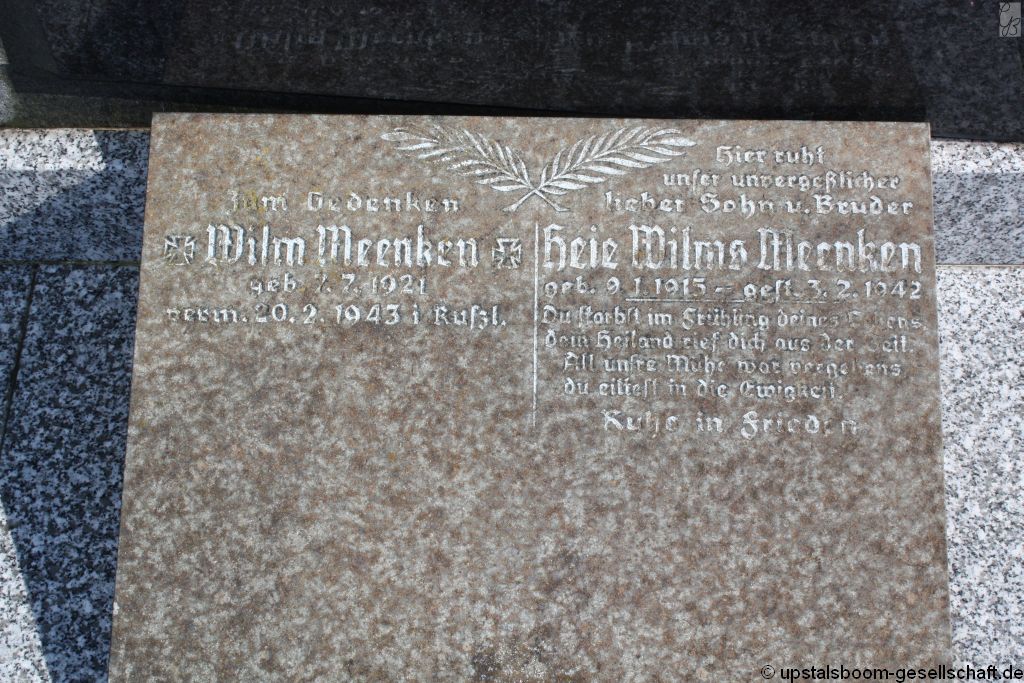 Zum Gedenken
Wilm Meenken
geb. 7. 7. 1921
verm. 20. 2. 1943 i. Rußl.
Hier ruht
unser unvergeßlicher
lieber Sohn u. Bruder
Heie Wilms Meenken
geb. 9. 1. 1915 – gest. 3. 2. 1942
Du starbst im Frühling deines Lebens,
dein Heiland rief dich aus der Zeit.
All unsre Mühe war vergebens
du eiltest in die Ewigkeit.
Ruhe in Frieden
© upstalsboom-gesellschaft.de